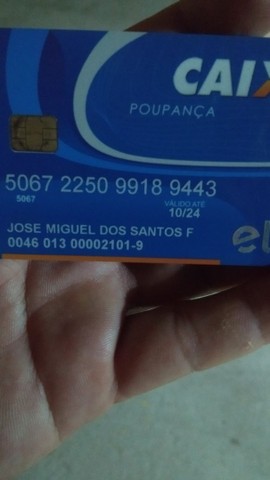 CAIX
POUPANÇA
5067 2250 9918 9443
5067
VÁLIDO ATÉ
10/24
JOSE MIGUEL DOS SANTOS F
0046 013 00002101-9